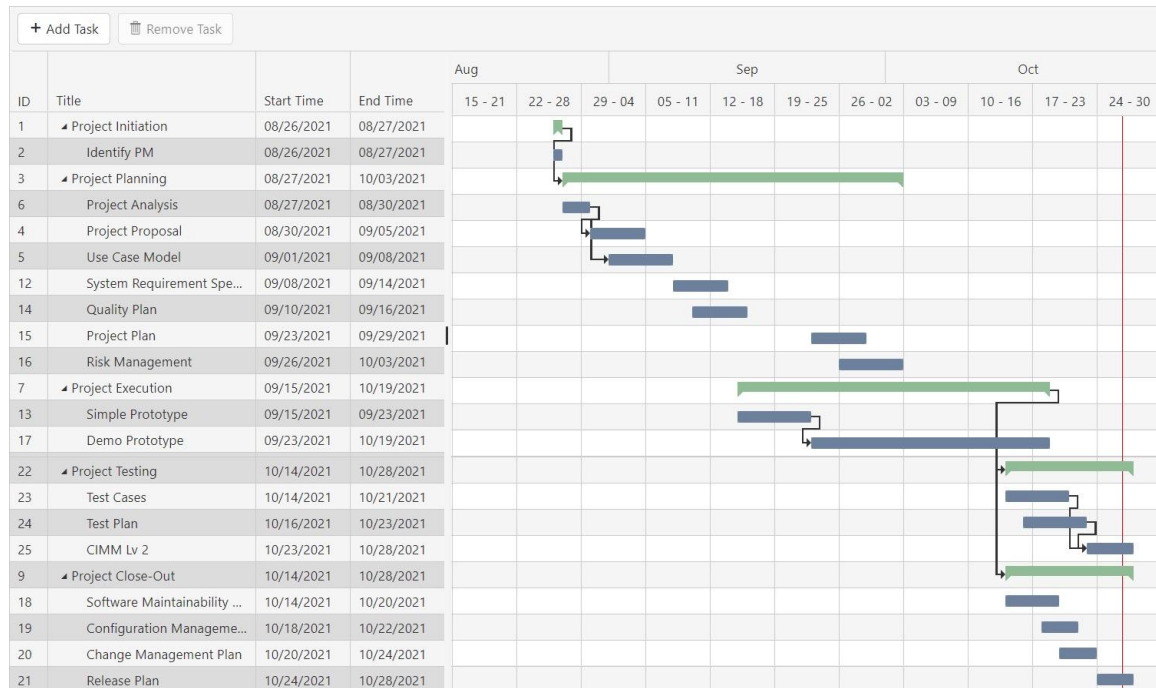 + Add Task Remove Task
Aug Sep Oct
ID Title Start Time End Time 15 - 21 22 - 28 29 - 04 05 - 11 12 - 18 19 - 25 26 - 02 03 - 09 10 - 16 17 - 23 24 - 30
1 Project Initiation 08/26/2021 08/27/2021
2 Identify PM 08/26/2021 08/27/2021
3 Project Planning 08/27/2021 10/03/2021
6 Project Analysis 08/27/2021 08/30/2021
4 Project Proposal 08/30/2021 09/05/2021
5 Use Case Model 09/01/2021 09/08/2021
12 System Requirement Spe... 09/08/2021 09/14/2021
14 Quality Plan 09/10/2021 09/16/2021
15 Project Plan 09/23/2021 09/29/2021
16 Risk Management 09/26/2021 10/03/2021
7 Project Execution 09/15/2021 10/19/2021
13 Simple Prototype 09/15/2021 09/23/2021
17 Demo Prototype 09/23/2021 10/19/2021
22 Project Testing 10/14/2021 10/28/2021
23 Test Cases 10/14/2021 10/21/2021
24 Test Plan 10/16/2021 10/23/2021
25 CIMM Lv 2 10/23/2021 10/28/2021
9 Project Close-Out 10/14/2021 10/28/2021
18 Software Maintainability ... 10/14/2021 10/20/2021
19 Configuration Manageme... 10/18/2021 10/22/2021
20 Change Management Plan 10/20/2021 10/24/2021
21 Release Plan 10/24/2021 10/28/2021